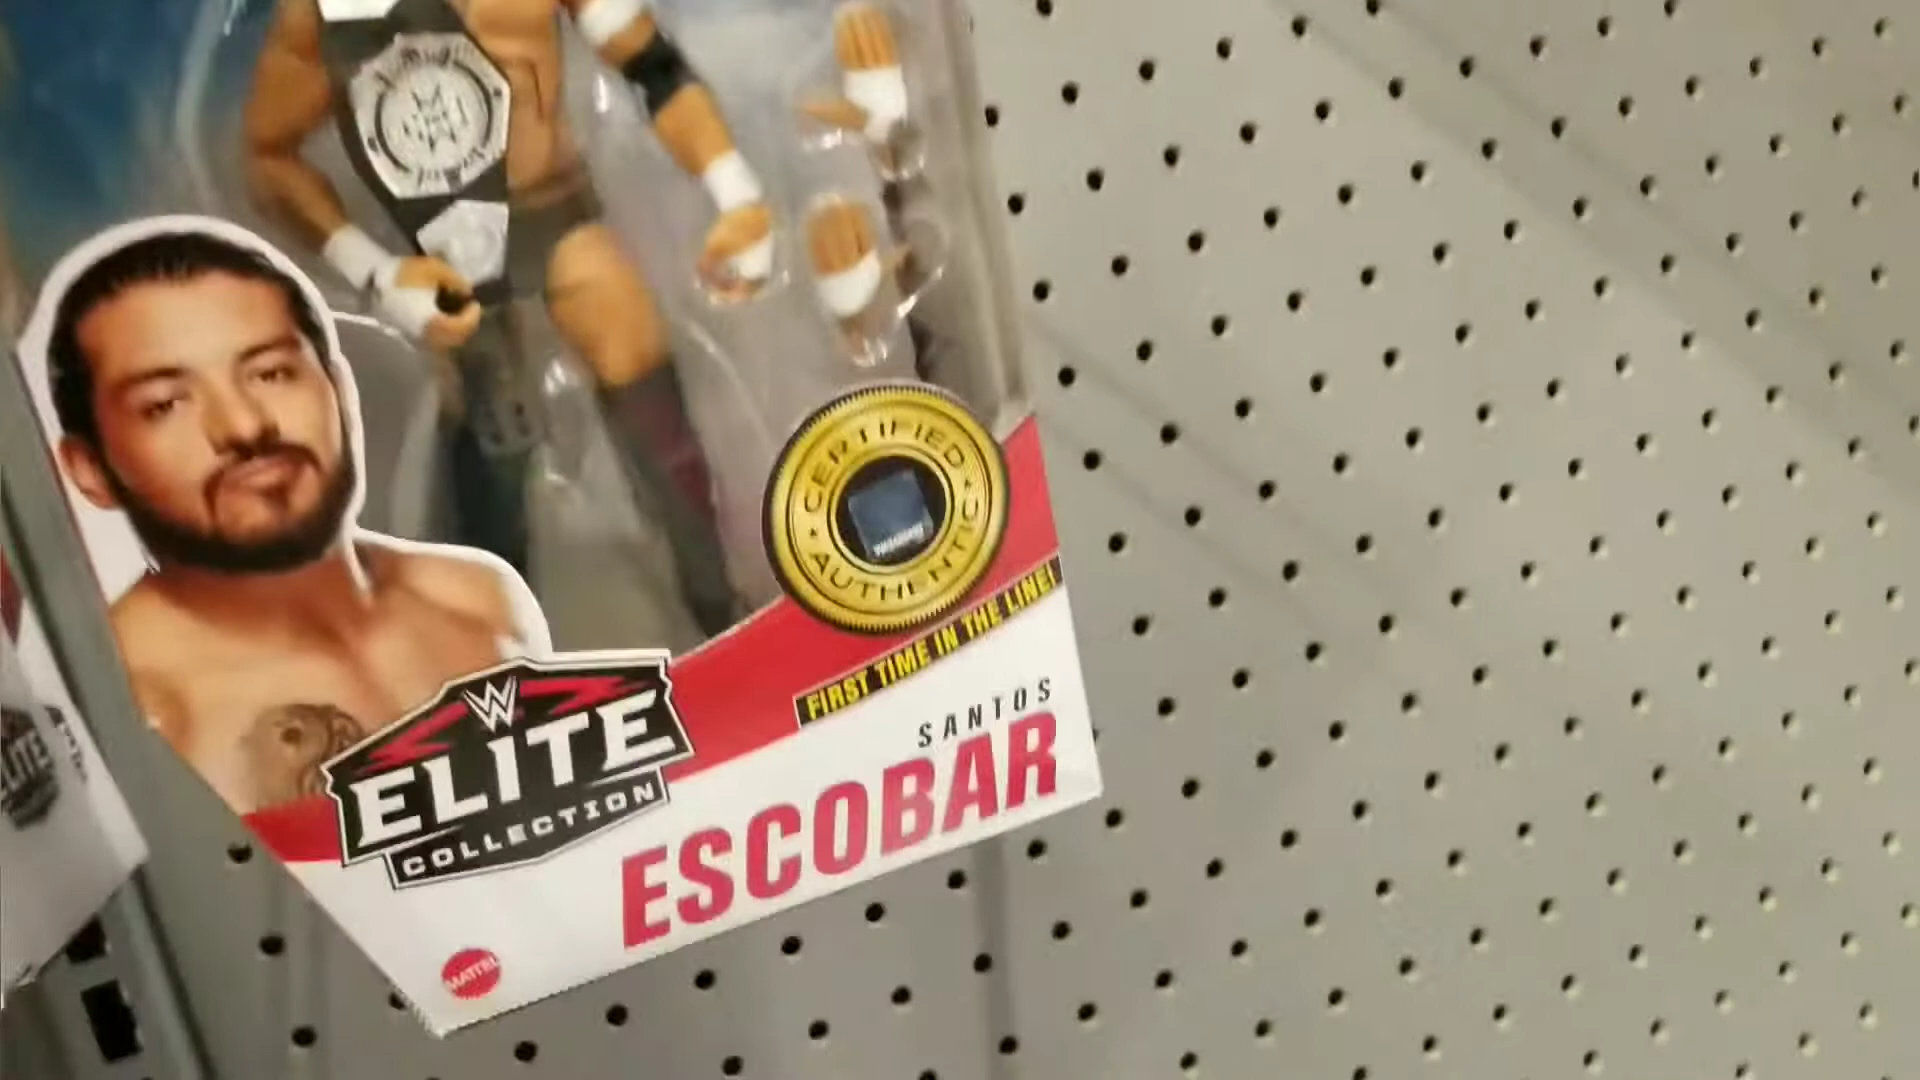 CERTIFIED
AUTHENTIC
FIRST TIME IN THE LINE!
SANTOS
ESCOBAR
W
ELITE
COLLECTION
MATTEL